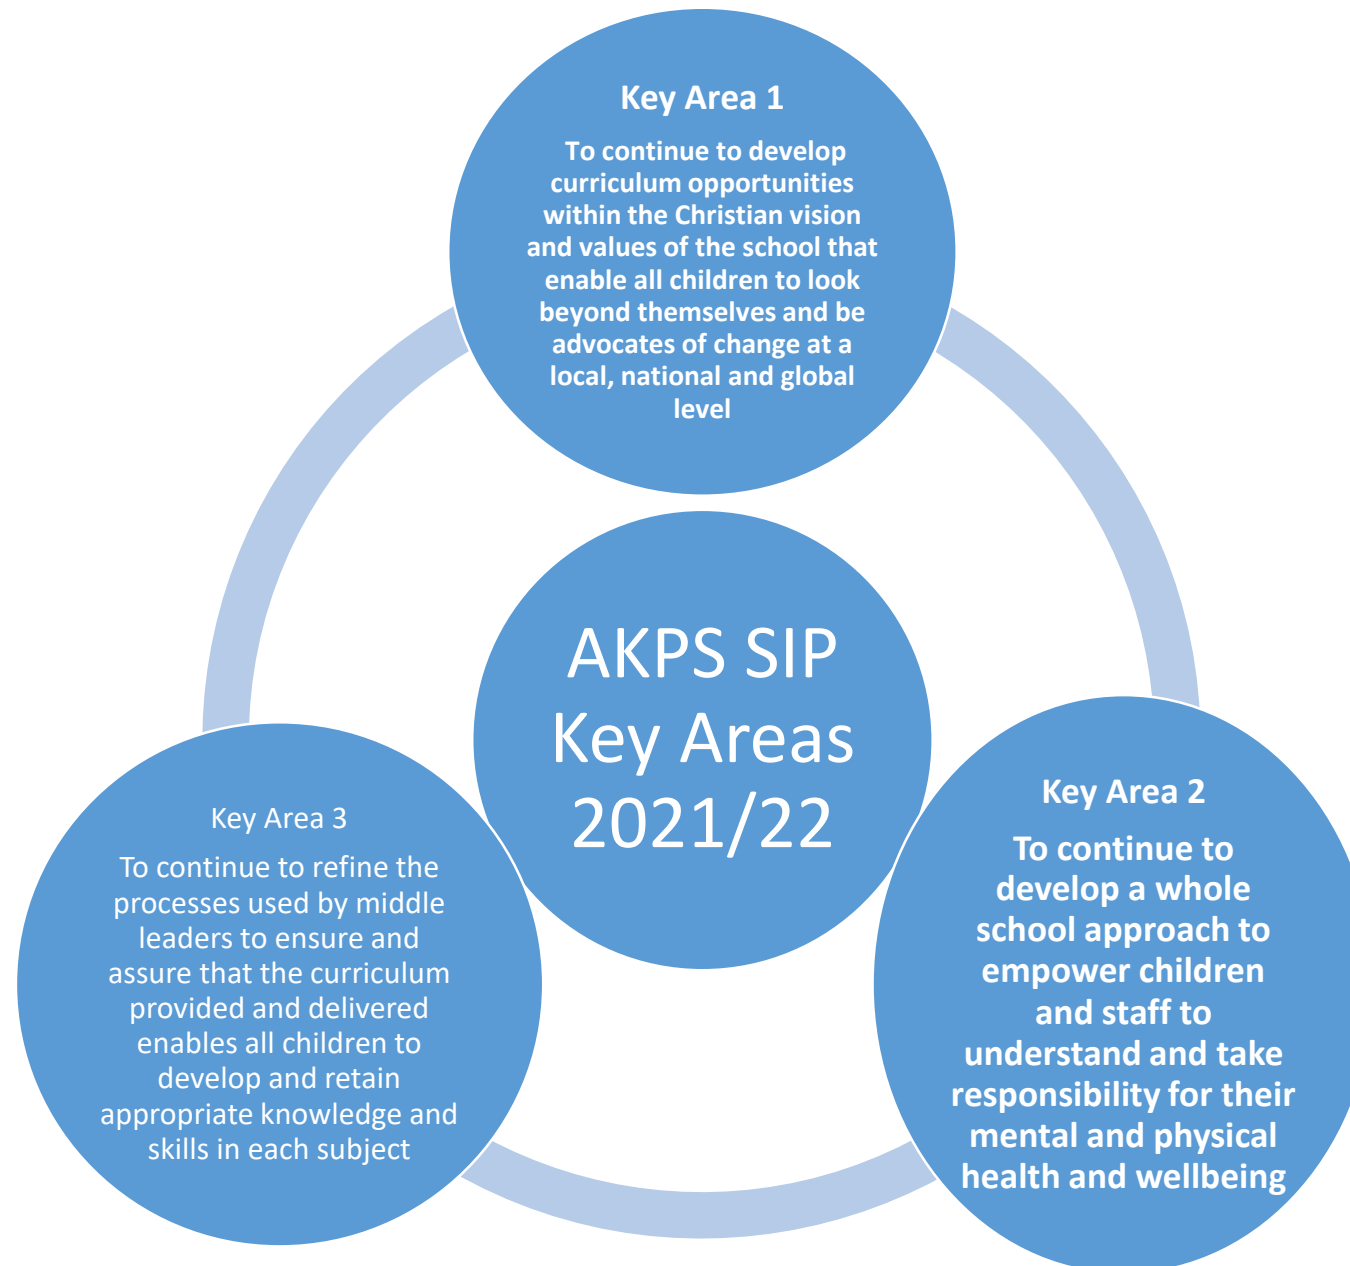 Key Area 1
To continue to develop
curriculum opportunities
within the Christian vision
and values of the school that
enable all children to look
beyond themselves and be
advocates of change at a
local, national and global
level
AKPS SIP
Key Areas
2021/22
Key Area 2
To continue to
develop a whole
school approach to
empower children
and staff to
understand and take
responsibility for their
mental and physical
health and wellbeing
Key Area 3
To continue to refine the
processes used by middle
leaders to ensure and
assure that the curriculum
provided and delivered
enables all children to
develop and retain
appropriate knowledge and
skills in each subject